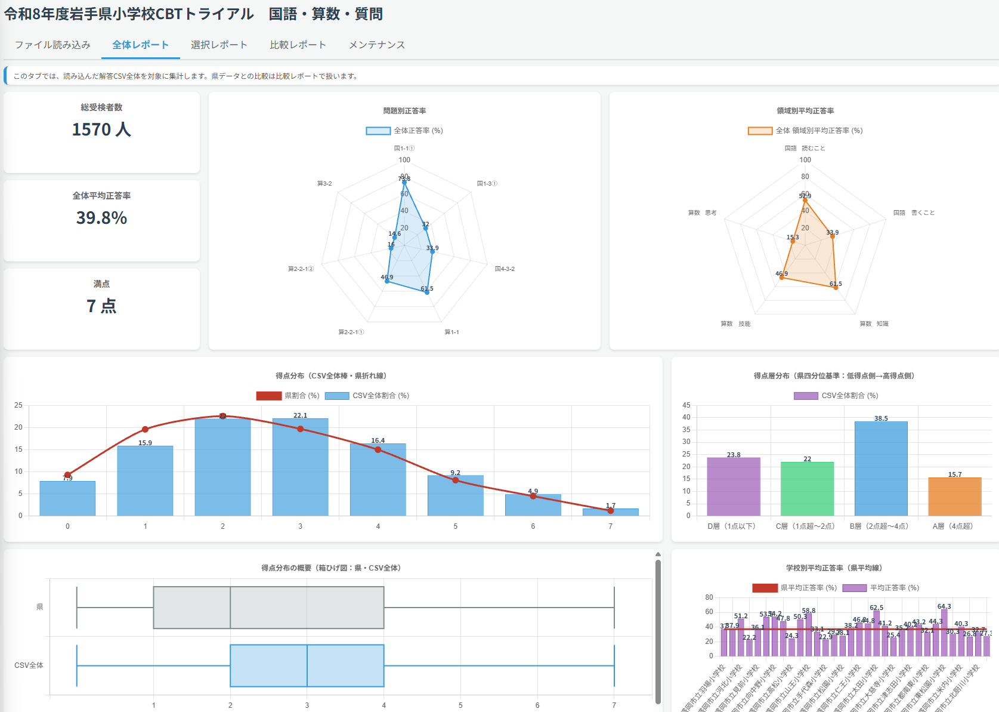 令和8年度岩手県小学校CBTトライアル　国語・算数・質問
ファイル読み込み　全体レポート　選択レポート　比較レポート　メンテナンス
このタブでは、読み込んだ解答CSV全体を対象に集計します。県データとの比較は比較レポートで扱います。
総受検者数
1570 人
全体平均正答率
39.8%
満点
7 点
問題別正答率
全体正答率 (%)
国1-1①
100
80
73.8
60
40
20
国1-3①
32
国4-3-2
33.9
算1-1
61.5
算2-2-1①
46.9
算2-2-1②
16
算3-2
14.6
領域別平均正答率
全体 領域別平均正答率 (%)
国語　読むこと
100
80
60
52.9
40
20
国語　書くこと
33.9
算数　知識
61.5
算数　技能
46.9
算数　思考
15.3
得点分布（CSV全体棒・県折れ線）
県割合 (%)　CSV全体割合 (%)
25
20
15
10
5
0
7.9 15.9 22 22.1 16.4 9.2 4.9 1.7
0 1 2 3 4 5 6 7
得点層分布（県四分位基準：低得点側→高得点側）
CSV全体割合 (%)
45
40
35
30
25
20
15
10
5
0
23.8 22 38.5 15.7
D層（1点以下） C層（1点超～2点） B層（2点超～4点） A層（4点超）
得点分布の概要（箱ひげ図：県・CSV全体）
県
CSV全体
1 2 3 4 5 6 7
学校別平均正答率（県平均線）
県平均正答率 (%)　平均正答率 (%)
80
60
40
20
0
37 37.9 51.2 22.2 36.1 53.5 54.2 47.8 24.3 50.3 58.8 33.1 22.9 28.1 38.2 46.2 44.8 62.5 41.2 25.4 35.2 40.2 43.2 32.1 44.3 64.3 30.3 40.3 26.8 32.7 27.3
盛岡市立羽場小学校
岡市立河北小学校
岡市立見前小学校
岡市立向中野小学校
盛岡市立高松小学校
盛岡市立山王小学校
岡市立手代森小学校
盛岡市立松園小学校
盛岡市立仁王小学校
盛岡市立太田小学校
岡市立大慈寺小学校
岡市立津志田小学校
岡市立都南東小学校
岡市立東松園小学校
盛岡市立米内小学校
岡市立北厨川小学校